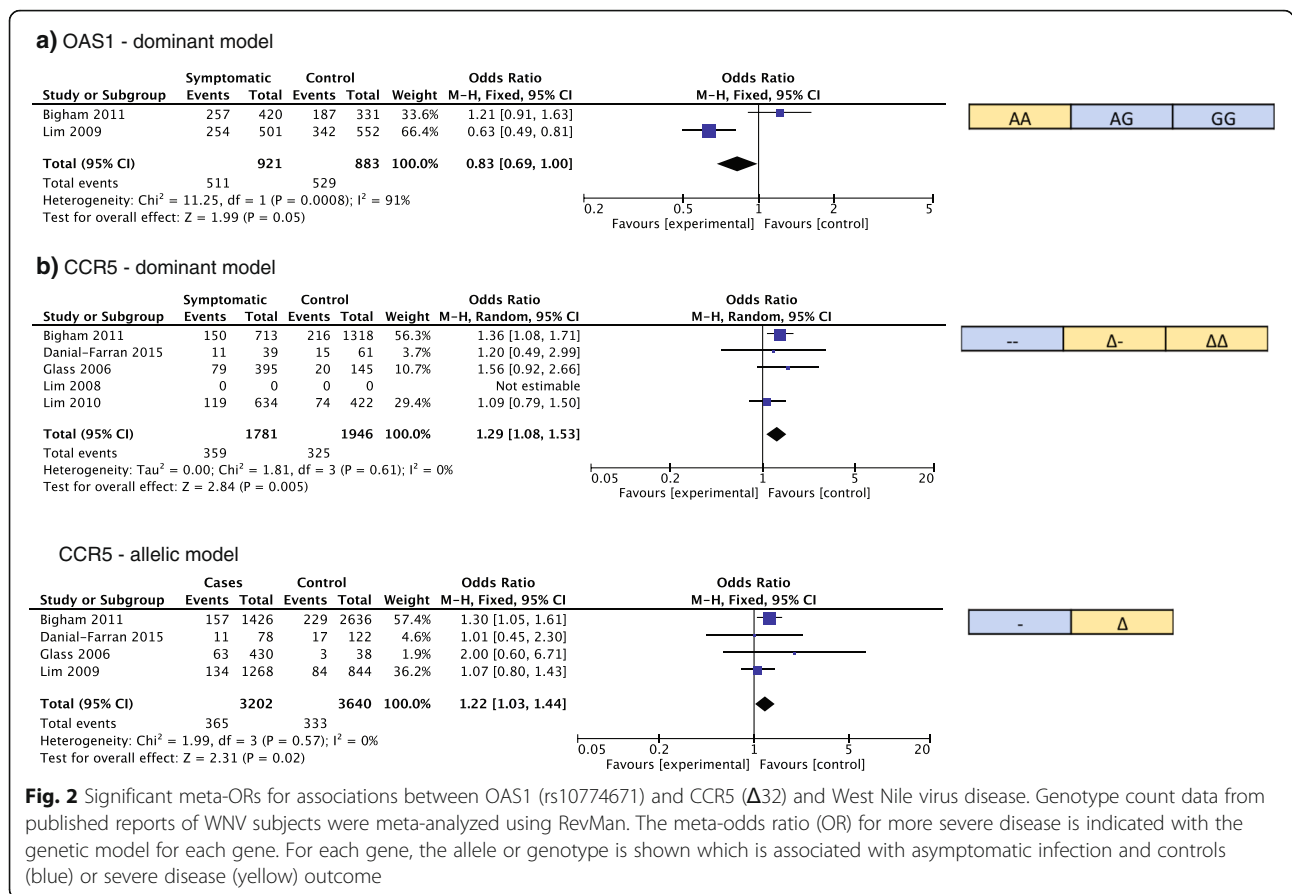 a) OAS1 - dominant model
Symptomatic Control Odds Ratio Odds Ratio
Study or Subgroup Events Total Events Total Weight M-H, Fixed, 95% CI M-H, Fixed, 95% CI
Bigham 2011 257 420 187 331 33.6% 1.21 [0.91, 1.63]
Lim 2009 254 501 342 552 66.4% 0.63 [0.49, 0.81]
AA AG GG
Total (95% CI) 921 883 100.0% 0.83 [0.69, 1.00]
Total events 511 529
Heterogeneity: Chi² = 11.25, df = 1 (P = 0.0008); I² = 91%
Test for overall effect: Z = 1.99 (P = 0.05)
0.2 0.5 1 2 5
Favours [experimental] Favours [control]
b) CCR5 - dominant model
Symptomatic Control Odds Ratio Odds Ratio
Study or Subgroup Events Total Events Total Weight M-H, Random, 95% CI M-H, Random, 95% CI
Bigham 2011 150 713 216 1318 56.3% 1.36 [1.08, 1.71]
Danial-Farran 2015 11 39 15 61 3.7% 1.20 [0.49, 2.99]
Glass 2006 79 395 20 145 10.7% 1.56 [0.92, 2.66]
Lim 2008 0 0 0 0 Not estimable
Lim 2010 119 634 74 422 29.4% 1.09 [0.79, 1.50]
-- Δ- ΔΔ
Total (95% CI) 1781 1946 100.0% 1.29 [1.08, 1.53]
Total events 359 325
Heterogeneity: Tau² = 0.00; Chi² = 1.81, df = 3 (P = 0.61); I² = 0%
Test for overall effect: Z = 2.84 (P = 0.005)
0.05 0.2 1 5 20
Favours [experimental] Favours [control]
CCR5 - allelic model
Cases Control Odds Ratio Odds Ratio
Study or Subgroup Events Total Events Total Weight M-H, Fixed, 95% CI M-H, Fixed, 95% CI
Bigham 2011 157 1426 229 2636 57.4% 1.30 [1.05, 1.61]
Danial-Farran 2015 11 78 17 122 4.6% 1.01 [0.45, 2.30]
Glass 2006 63 430 3 38 1.9% 2.00 [0.60, 6.71]
Lim 2009 134 1268 84 844 36.2% 1.07 [0.80, 1.43]
- Δ
Total (95% CI) 3202 3640 100.0% 1.22 [1.03, 1.44]
Total events 365 333
Heterogeneity: Chi² = 1.99, df = 3 (P = 0.57); I² = 0%
Test for overall effect: Z = 2.31 (P = 0.02)
0.05 0.2 1 5 20
Favours [experimental] Favours [control]
Fig. 2 Significant meta-ORs for associations between OAS1 (rs10774671) and CCR5 (Δ32) and West Nile virus disease. Genotype count data from
published reports of WNV subjects were meta-analyzed using RevMan. The meta-odds ratio (OR) for more severe disease is indicated with the
genetic model for each gene. For each gene, the allele or genotype is shown which is associated with asymptomatic infection and controls
(blue) or severe disease (yellow) outcome